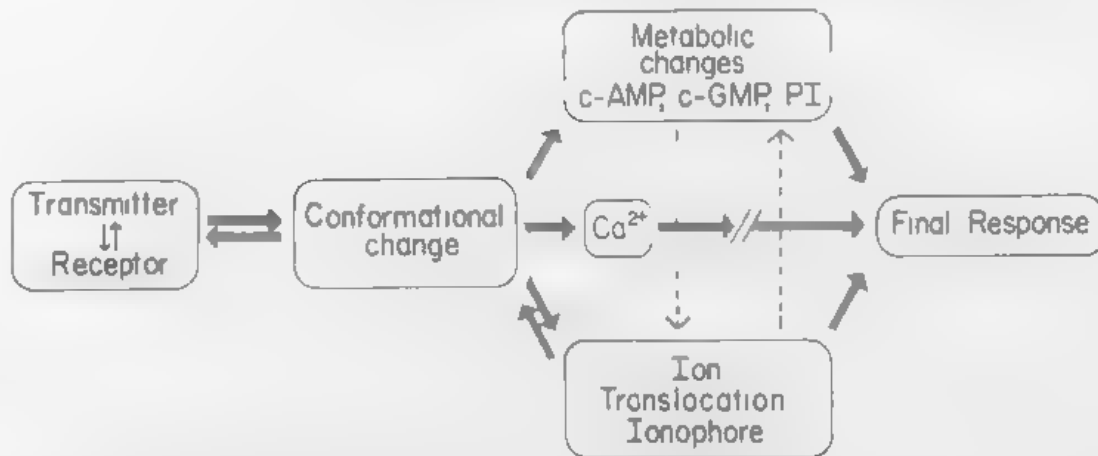 Metabolic
changes
c-AMP, c-GMP, PI
Transmitter
↓↑
Receptor
Conformational
change
Ca²⁺
Final Response
Ion
Translocation
Ionophore